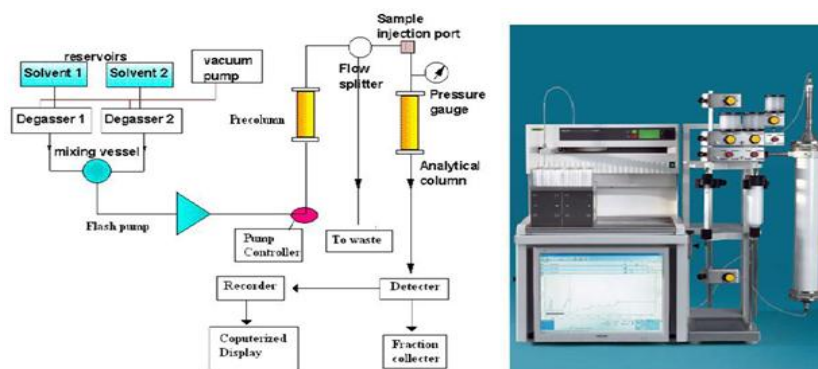 Sample
injection port
reservoirs
Solvent 1
Solvent 2
vacuum
pump
Flow
splitter
Pressure
gauge
Degasser 1
Degasser 2
Precolumn
mixing vessel
Analytical
column
Flash pump
Pump
Controller
To waste
Recorder
Detecter
Coputerized
Display
Fraction
collecter